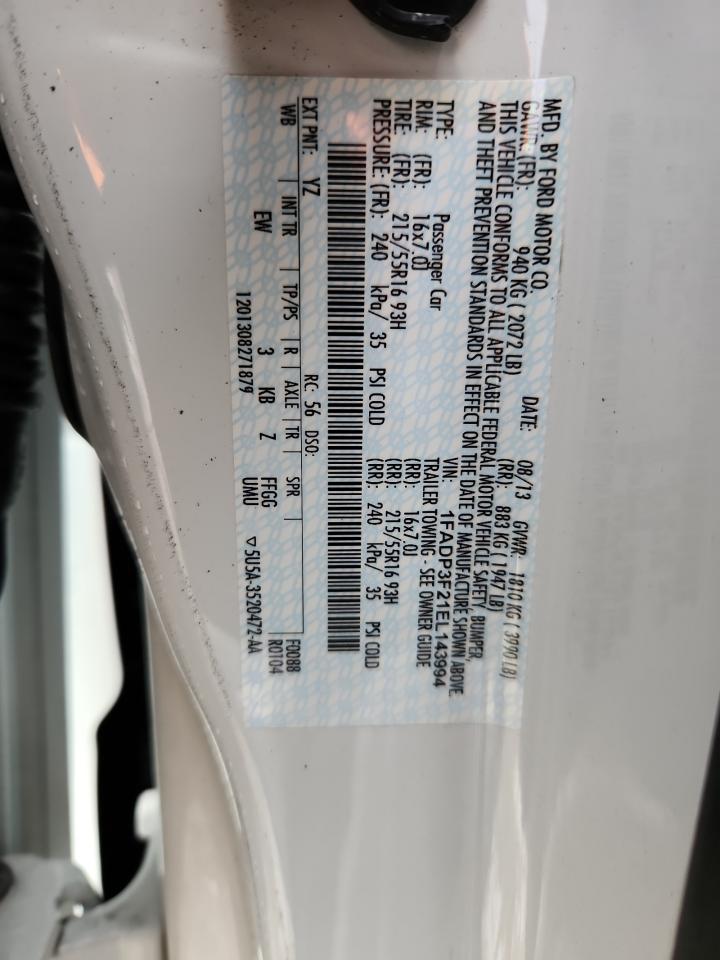 MFD. BY FORD MOTOR CO.
DATE: 08/13 GVWR: 1810 KG ( 3990 LB)
GAWR: (FR): 940 KG ( 2072 LB) (RR): 883 KG ( 1947 LB)
THIS VEHICLE CONFORMS TO ALL APPLICABLE FEDERAL MOTOR VEHICLE SAFETY, BUMPER,
AND THEFT PREVENTION STANDARDS IN EFFECT ON THE DATE OF MANUFACTURE SHOWN ABOVE.
VIN: 1FADP3F21EL143994
TYPE: Passenger Car TRAILER TOWING - SEE OWNER GUIDE
RIM: (FR): 16x7.0J (RR): 16x7.0J
TIRE: (FR): 215/55R16 93H (RR): 215/55R16 93H
PRESSURE: (FR): 240 kPa/ 35 PSI COLD (RR): 240 kPa/ 35 PSI COLD
EXT PNT: YZ RC: 56 DSO: F0088
WB INT TR TP/PS R AXLE TR SPR R0104
EW 3 KB Z FFGG
UMU
1201308271879 ▽5U5A-3520472-AA